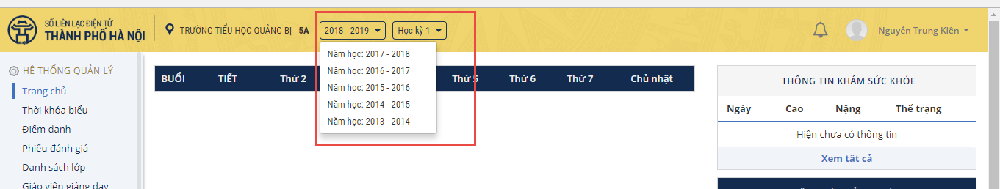 SỔ LIÊN LẠC ĐIỆN TỬ
THÀNH PHỐ HÀ NỘI
TRƯỜNG TIỂU HỌC QUẢNG BỊ - 5A
2018 - 2019
Học kỳ 1
Nguyễn Trung Kiên
HỆ THỐNG QUẢN LÝ
Trang chủ
Thời khóa biểu
Điểm danh
Phiếu đánh giá
Danh sách lớp
Giáo viên giảng dạy
Năm học: 2017 - 2018
Năm học: 2016 - 2017
Năm học: 2015 - 2016
Năm học: 2014 - 2015
Năm học: 2013 - 2014
BUỔI TIẾT Thứ 2 Thứ 5 Thứ 6 Thứ 7 Chủ nhật
THÔNG TIN KHÁM SỨC KHỎE
Ngày Cao Nặng Thể trạng
Hiện chưa có thông tin
Xem tất cả